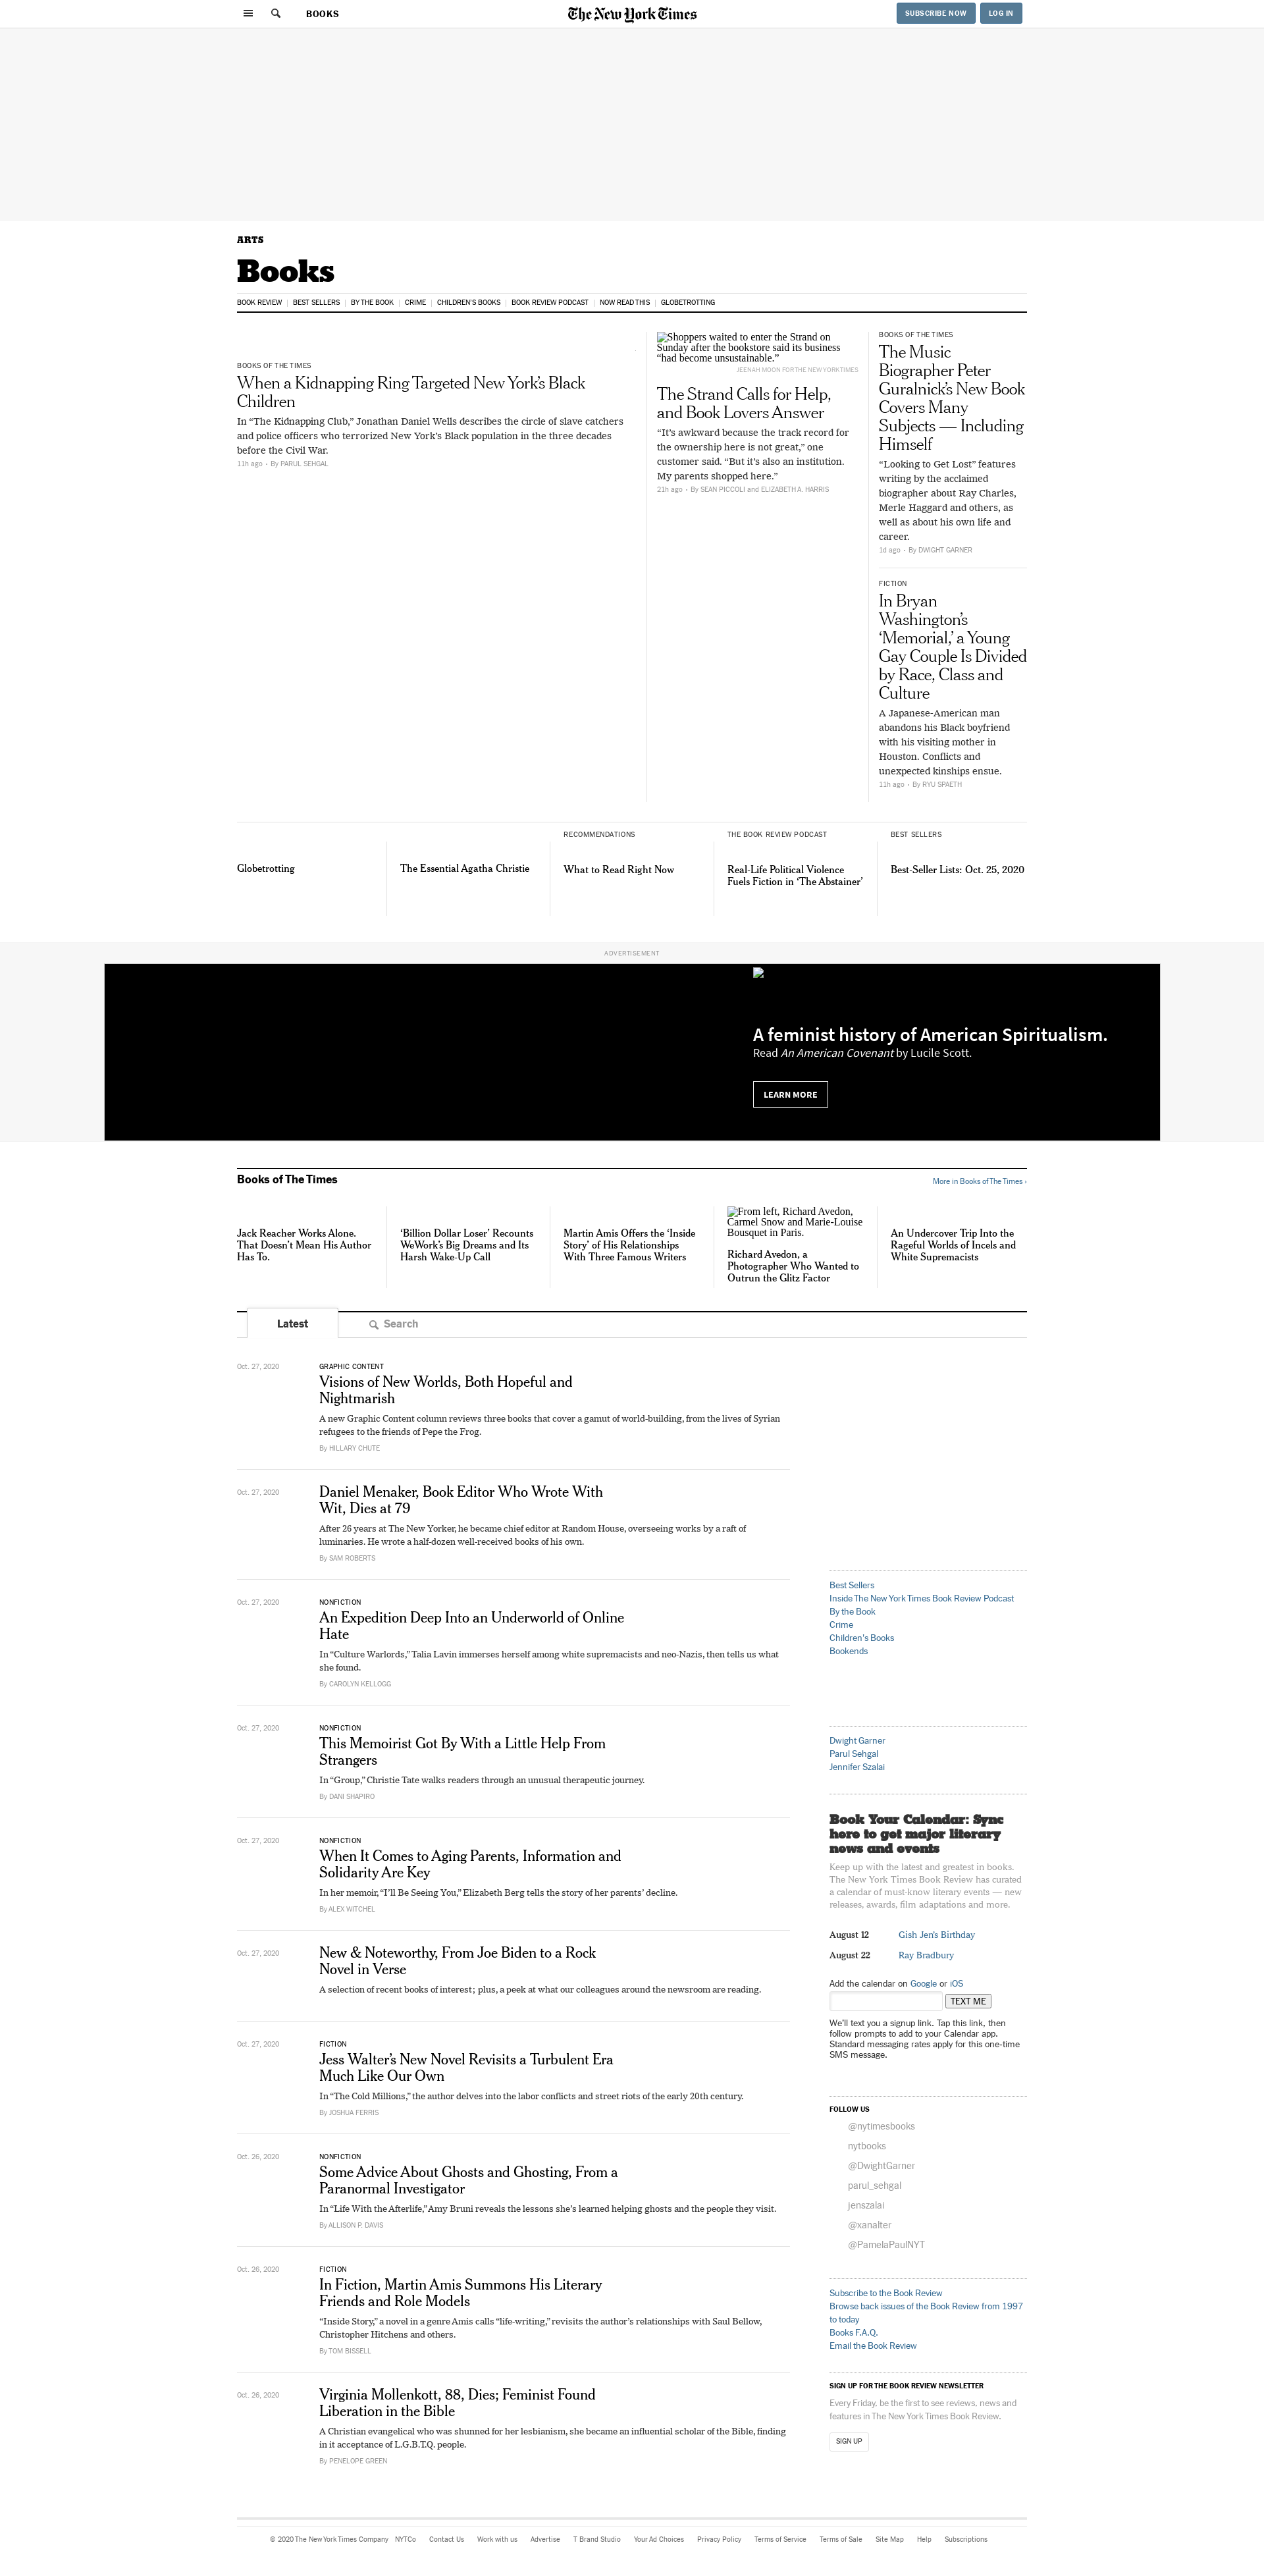 BOOKS
The New York Times
SUBSCRIBE NOW
LOG IN
ARTS
Books
BOOK REVIEW
BEST SELLERS
BY THE BOOK
CRIME
CHILDREN'S BOOKS
BOOK REVIEW PODCAST
NOW READ THIS
GLOBETROTTING
BOOKS OF THE TIMES
When a Kidnapping Ring Targeted New York’s Black
Children
In “The Kidnapping Club,” Jonathan Daniel Wells describes the circle of slave catchers
and police officers who terrorized New York’s Black population in the three decades
before the Civil War.
11h ago • By PARUL SEHGAL
Shoppers waited to enter the Strand on
Sunday after the bookstore said its business
“had become unsustainable.”
JEENAH MOON FOR THE NEW YORK TIMES
The Strand Calls for Help,
and Book Lovers Answer
“It’s awkward because the track record for
the ownership here is not great,” one
customer said. “But it’s also an institution.
My parents shopped here.”
21h ago • By SEAN PICCOLI and ELIZABETH A. HARRIS
BOOKS OF THE TIMES
The Music
Biographer Peter
Guralnick’s New Book
Covers Many
Subjects — Including
Himself
“Looking to Get Lost” features
writing by the acclaimed
biographer about Ray Charles,
Merle Haggard and others, as
well as about his own life and
career.
1d ago • By DWIGHT GARNER
FICTION
In Bryan
Washington’s
‘Memorial,’ a Young
Gay Couple Is Divided
by Race, Class and
Culture
A Japanese-American man
abandons his Black boyfriend
with his visiting mother in
Houston. Conflicts and
unexpected kinships ensue.
11h ago • By RYU SPAETH
Globetrotting
The Essential Agatha Christie
RECOMMENDATIONS
What to Read Right Now
THE BOOK REVIEW PODCAST
Real-Life Political Violence
Fuels Fiction in ‘The Abstainer’
BEST SELLERS
Best-Seller Lists: Oct. 25, 2020
ADVERTISEMENT
A feminist history of American Spiritualism.
Read An American Covenant by Lucile Scott.
LEARN MORE
Books of The Times
More in Books of The Times ›
Jack Reacher Works Alone.
That Doesn’t Mean His Author
Has To.
‘Billion Dollar Loser’ Recounts
WeWork’s Big Dreams and Its
Harsh Wake-Up Call
Martin Amis Offers the ‘Inside
Story’ of His Relationships
With Three Famous Writers
From left, Richard Avedon,
Carmel Snow and Marie-Louise
Bousquet in Paris.
Richard Avedon, a
Photographer Who Wanted to
Outrun the Glitz Factor
An Undercover Trip Into the
Rageful Worlds of Incels and
White Supremacists
Latest
Search
Oct. 27, 2020
GRAPHIC CONTENT
Visions of New Worlds, Both Hopeful and
Nightmarish
A new Graphic Content column reviews three books that cover a gamut of world-building, from the lives of Syrian
refugees to the friends of Pepe the Frog.
By HILLARY CHUTE
Oct. 27, 2020
Daniel Menaker, Book Editor Who Wrote With
Wit, Dies at 79
After 26 years at The New Yorker, he became chief editor at Random House, overseeing works by a raft of
luminaries. He wrote a half-dozen well-received books of his own.
By SAM ROBERTS
Oct. 27, 2020
NONFICTION
An Expedition Deep Into an Underworld of Online
Hate
In “Culture Warlords,” Talia Lavin immerses herself among white supremacists and neo-Nazis, then tells us what
she found.
By CAROLYN KELLOGG
Oct. 27, 2020
NONFICTION
This Memoirist Got By With a Little Help From
Strangers
In “Group,” Christie Tate walks readers through an unusual therapeutic journey.
By DANI SHAPIRO
Oct. 27, 2020
NONFICTION
When It Comes to Aging Parents, Information and
Solidarity Are Key
In her memoir, “I’ll Be Seeing You,” Elizabeth Berg tells the story of her parents’ decline.
By ALEX WITCHEL
Oct. 27, 2020
New & Noteworthy, From Joe Biden to a Rock
Novel in Verse
A selection of recent books of interest; plus, a peek at what our colleagues around the newsroom are reading.
Oct. 27, 2020
FICTION
Jess Walter’s New Novel Revisits a Turbulent Era
Much Like Our Own
In “The Cold Millions,” the author delves into the labor conflicts and street riots of the early 20th century.
By JOSHUA FERRIS
Oct. 26, 2020
NONFICTION
Some Advice About Ghosts and Ghosting, From a
Paranormal Investigator
In “Life With the Afterlife,” Amy Bruni reveals the lessons she’s learned helping ghosts and the people they visit.
By ALLISON P. DAVIS
Oct. 26, 2020
FICTION
In Fiction, Martin Amis Summons His Literary
Friends and Role Models
“Inside Story,” a novel in a genre Amis calls “life-writing,” revisits the author’s relationships with Saul Bellow,
Christopher Hitchens and others.
By TOM BISSELL
Oct. 26, 2020
Virginia Mollenkott, 88, Dies; Feminist Found
Liberation in the Bible
A Christian evangelical who was shunned for her lesbianism, she became an influential scholar of the Bible, finding
in it acceptance of L.G.B.T.Q. people.
By PENELOPE GREEN
Best Sellers
Inside The New York Times Book Review Podcast
By the Book
Crime
Children's Books
Bookends
Dwight Garner
Parul Sehgal
Jennifer Szalai
Book Your Calendar: Sync
here to get major literary
news and events
Keep up with the latest and greatest in books.
The New York Times Book Review has curated
a calendar of must-know literary events — new
releases, awards, film adaptations and more.
August 12 Gish Jen's Birthday
August 22 Ray Bradbury
Add the calendar on Google or iOS
TEXT ME
We’ll text you a signup link. Tap this link, then
follow prompts to add to your Calendar app.
Standard messaging rates apply for this one-time
SMS message.
FOLLOW US
@nytimesbooks
nytbooks
@DwightGarner
parul_sehgal
jenszalai
@xanalter
@PamelaPaulNYT
Subscribe to the Book Review
Browse back issues of the Book Review from 1997
to today
Books F.A.Q.
Email the Book Review
SIGN UP FOR THE BOOK REVIEW NEWSLETTER
Every Friday, be the first to see reviews, news and
features in The New York Times Book Review.
SIGN UP
© 2020 The New York Times Company NYTCo Contact Us Work with us Advertise T Brand Studio Your Ad Choices Privacy Policy Terms of Service Terms of Sale Site Map Help Subscriptions